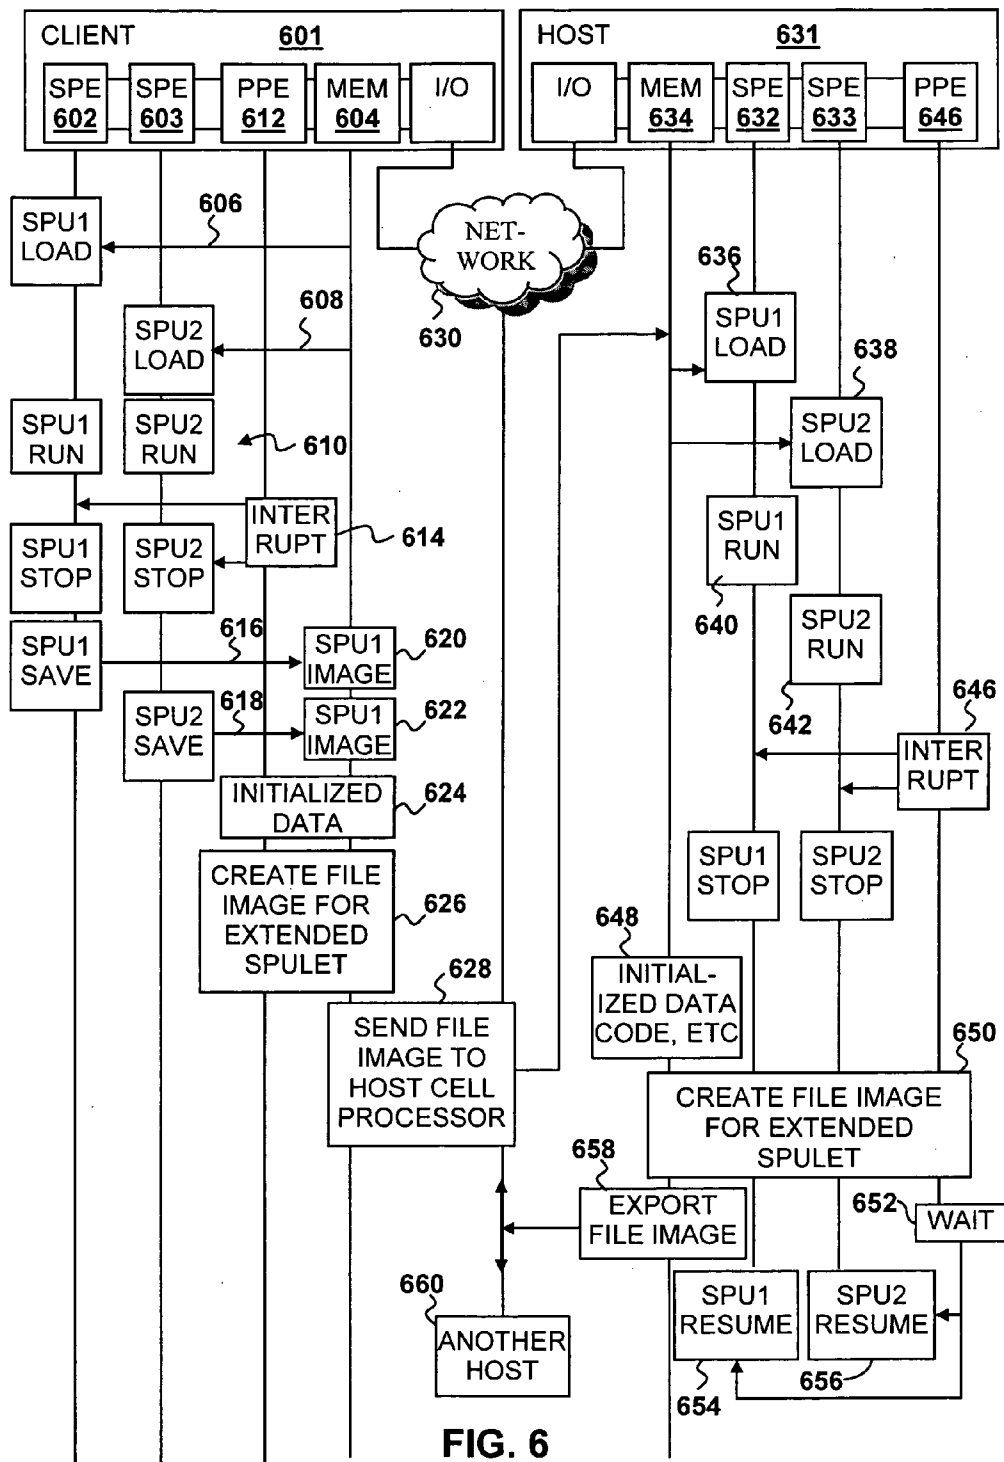 CLIENT 601
HOST 631
SPE 602
SPE 603
PPE 612
MEM 604
I/O
I/O
MEM 634
SPE 632
SPE 633
PPE 646
NET-
WORK
630
SPU1
LOAD
606
SPU2
LOAD
608
SPU1
RUN
SPU2
RUN
610
INTER
RUPT
614
SPU1
STOP
SPU2
STOP
SPU1
SAVE
616
SPU1
IMAGE
620
SPU2
SAVE
618
SPU1
IMAGE
622
INITIALIZED
DATA
624
CREATE FILE
IMAGE FOR
EXTENDED
SPULET
626
628
SEND FILE
IMAGE TO
HOST CELL
PROCESSOR
636
SPU1
LOAD
638
SPU2
LOAD
SPU1
RUN
640
SPU2
RUN
642
646
INTER
RUPT
SPU1
STOP
SPU2
STOP
648
INITIAL-
IZED DATA
CODE, ETC
650
CREATE FILE IMAGE
FOR EXTENDED
SPULET
658
EXPORT
FILE IMAGE
652
WAIT
660
ANOTHER
HOST
SPU1
RESUME
654
SPU2
RESUME
656
FIG. 6